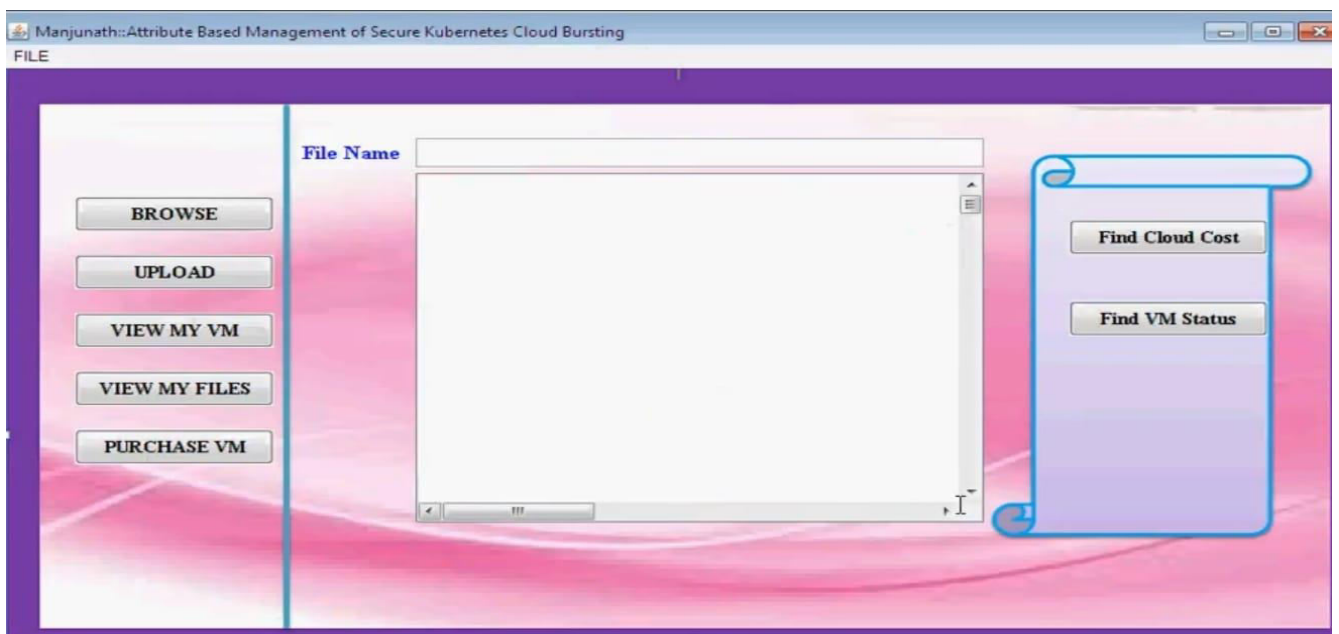 Manjunath::Attribute Based Management of Secure Kubernetes Cloud Bursting
FILE
File Name
BROWSE
UPLOAD
VIEW MY VM
VIEW MY FILES
PURCHASE VM
Find Cloud Cost
Find VM Status